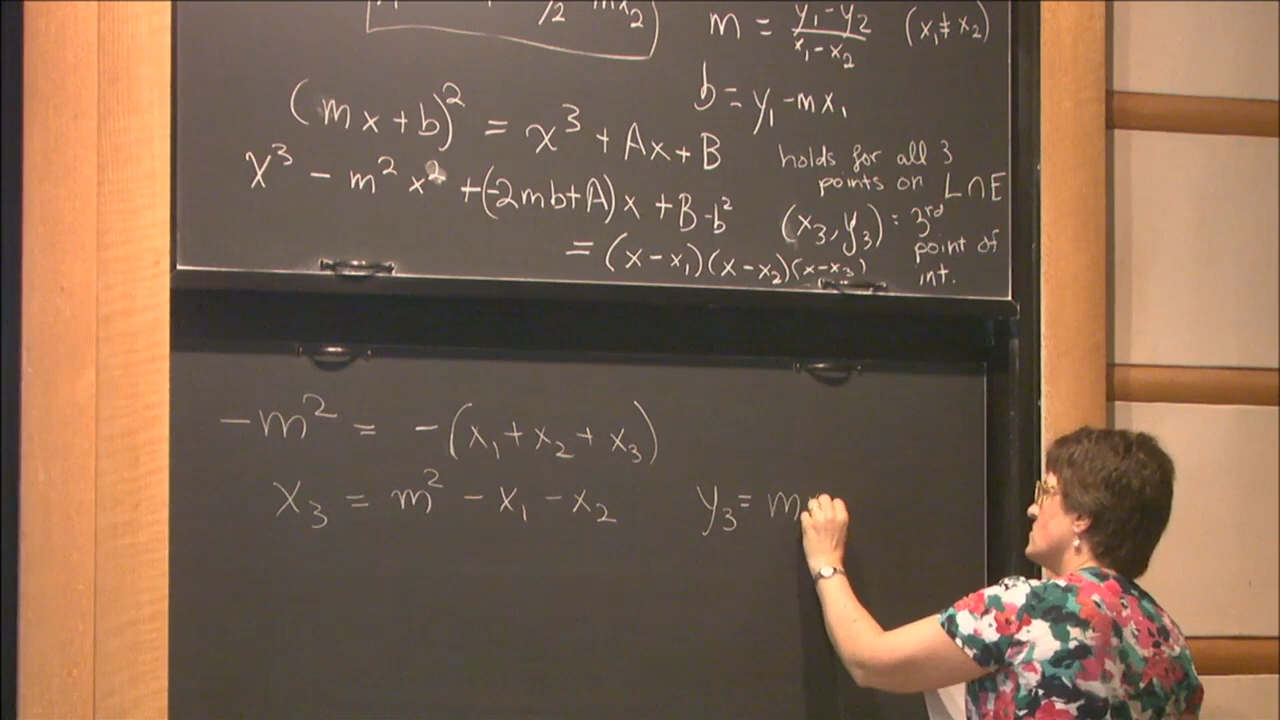 /2 mx₂
m = (y₁-y₂)/(x₁-x₂) (x₁≠x₂)
b = y₁ - mx₁
(mx+b)² = x³ + Ax + B
x³ - m²x² + (-2mb+A)x + B-b²
= (x-x₁)(x-x₂)(x-x₃)
holds for all 3
points on L∩E
(x₃,y₃): 3rd
point of
int.
-m² = -(x₁+x₂+x₃)
x₃ = m² - x₁ - x₂ y₃ = m